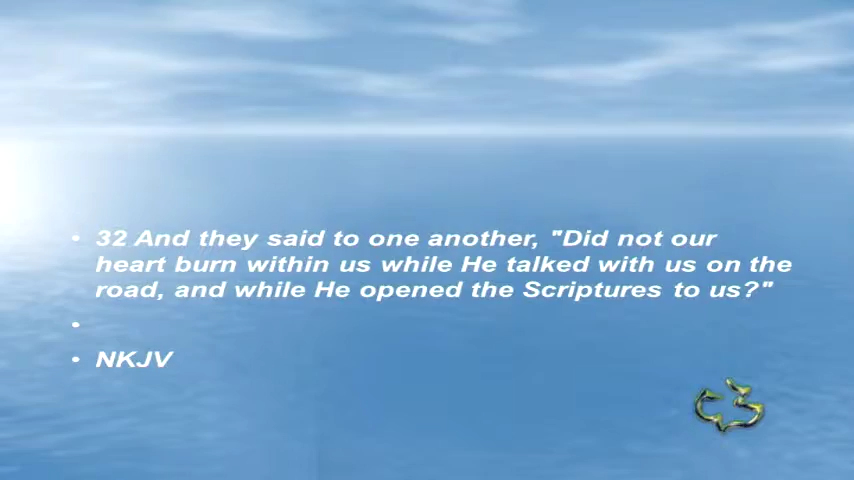 • 32 And they said to one another, "Did not our
heart burn within us while He talked with us on the
road, and while He opened the Scriptures to us?"
•
• NKJV